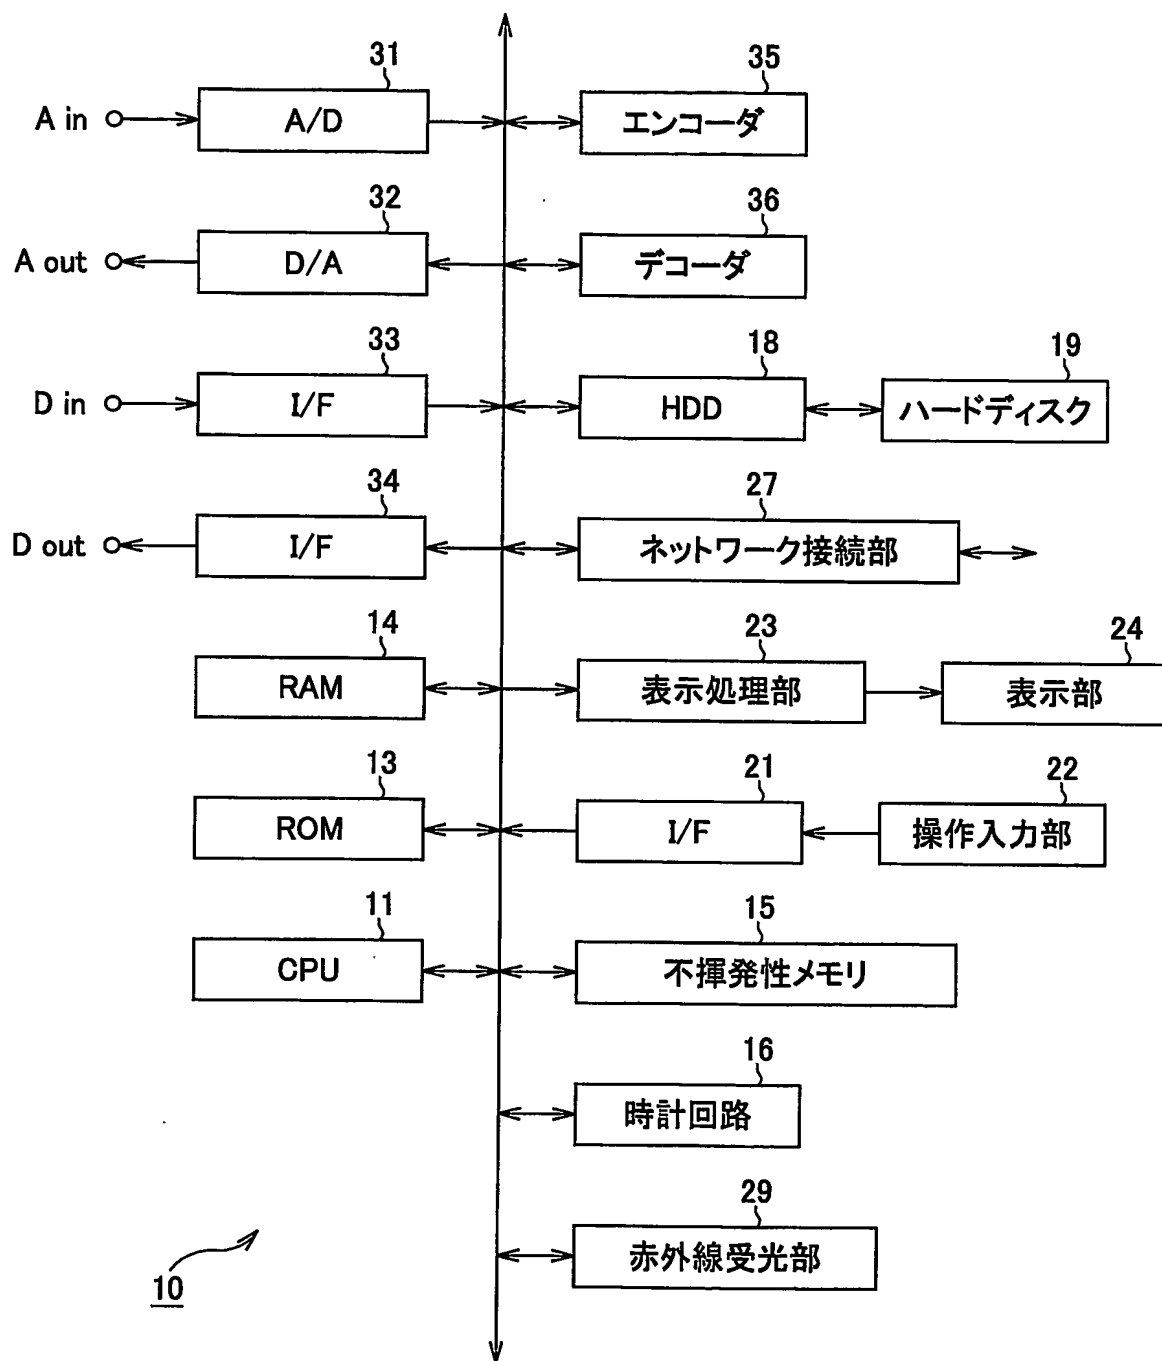 31
35
A in
A/D
エンコーダ
32
36
A out
D/A
デコーダ
33
18
19
D in
I/F
HDD
ハードディスク
34
27
D out
I/F
ネットワーク接続部
14
23
24
RAM
表示処理部
表示部
13
21
22
ROM
I/F
操作入力部
11
15
CPU
不揮発性メモリ
16
時計回路
29
赤外線受光部
10